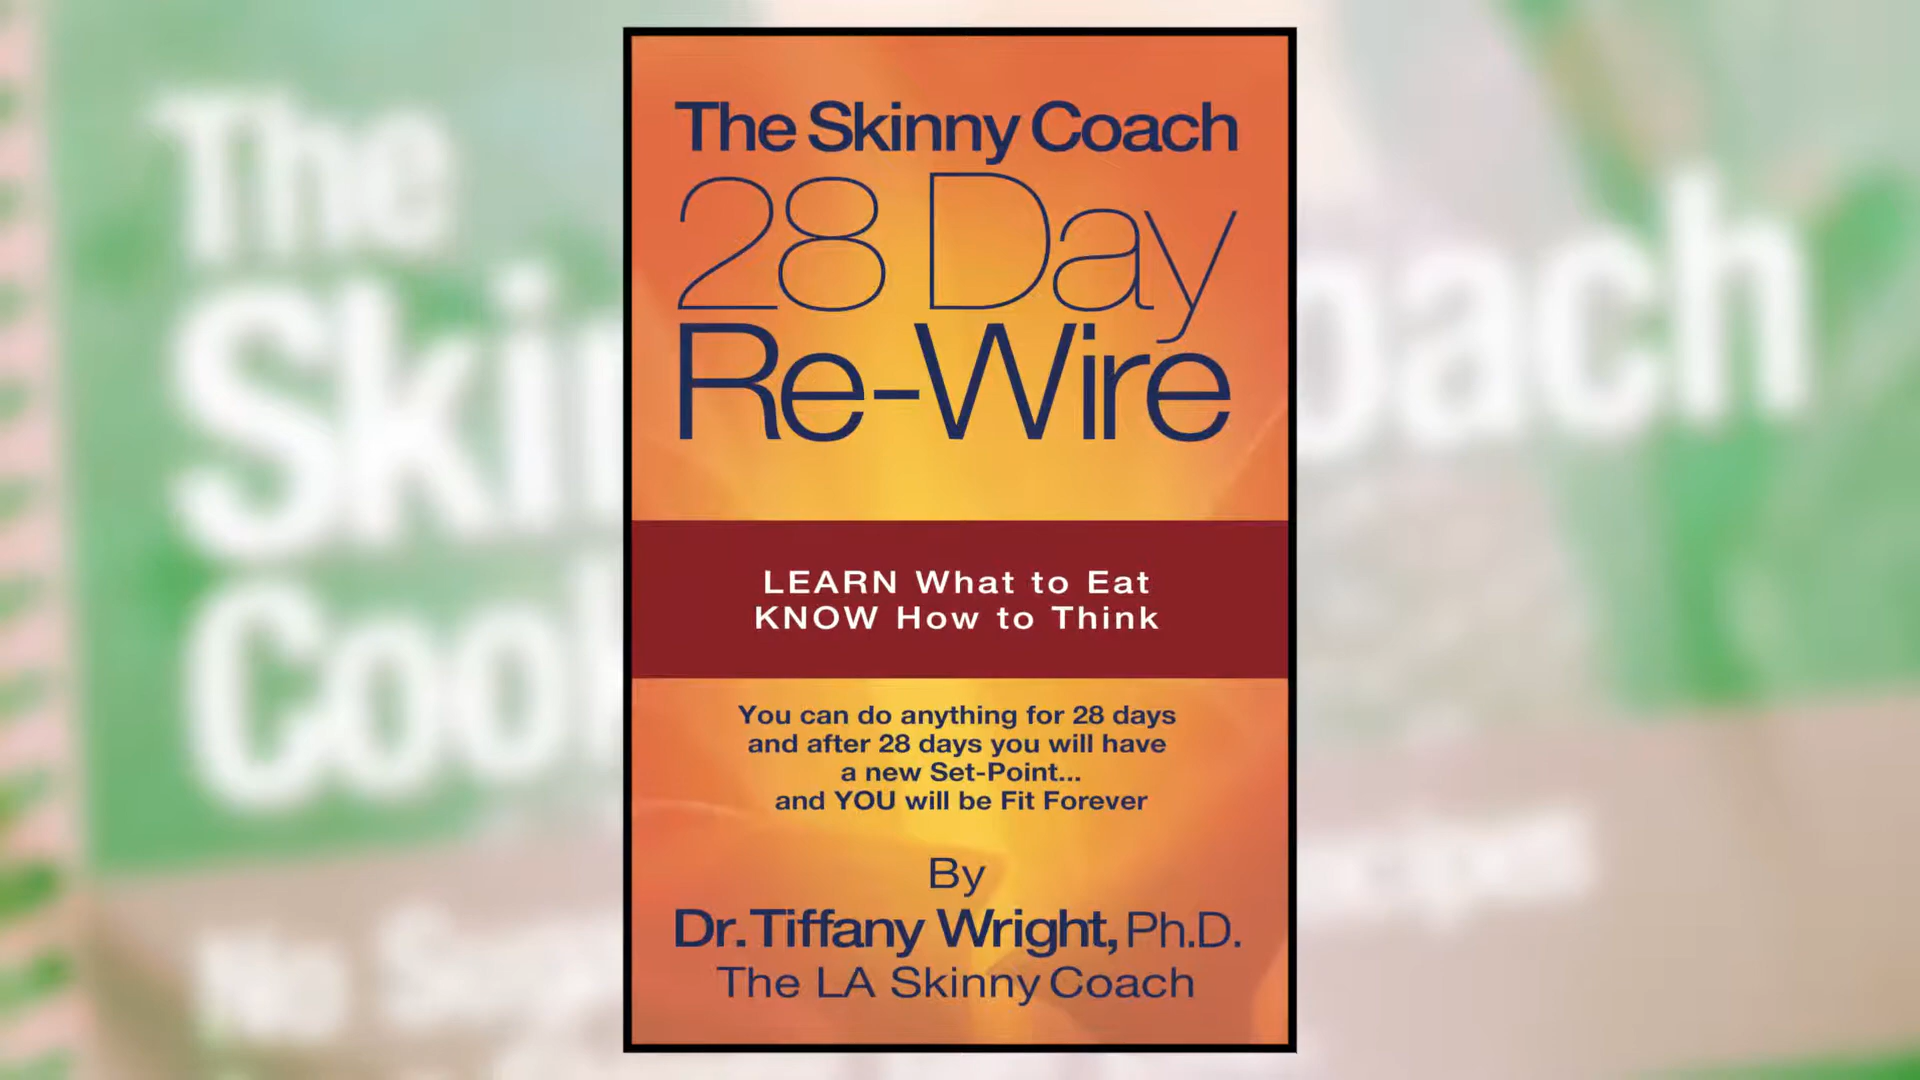 The Skinny Coach
28 Day
Re-Wire
LEARN What to Eat
KNOW How to Think
You can do anything for 28 days
and after 28 days you will have
a new Set-Point...
and YOU will be Fit Forever
By
Dr. Tiffany Wright, Ph.D.
The LA Skinny Coach
The